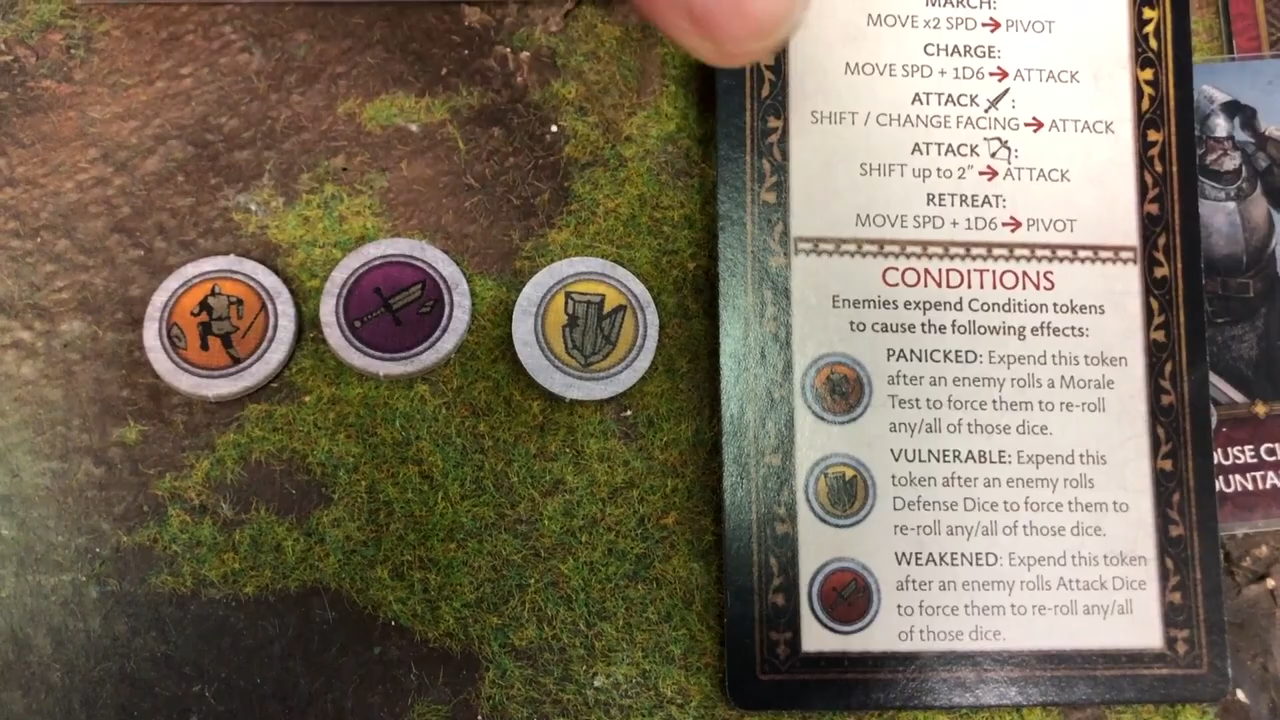 MARCH:
MOVE x2 SPD → PIVOT
CHARGE:
MOVE SPD + 1D6 → ATTACK
ATTACK :
SHIFT / CHANGE FACING → ATTACK
ATTACK :
SHIFT up to 2" → ATTACK
RETREAT:
MOVE SPD + 1D6 → PIVOT
CONDITIONS
Enemies expend Condition tokens
to cause the following effects:
PANICKED: Expend this token
after an enemy rolls a Morale
Test to force them to re-roll
any/all of those dice.
VULNERABLE: Expend this
token after an enemy rolls
Defense Dice to force them to
re-roll any/all of those dice.
WEAKENED: Expend this token
after an enemy rolls Attack Dice
to force them to re-roll any/all
of those dice.